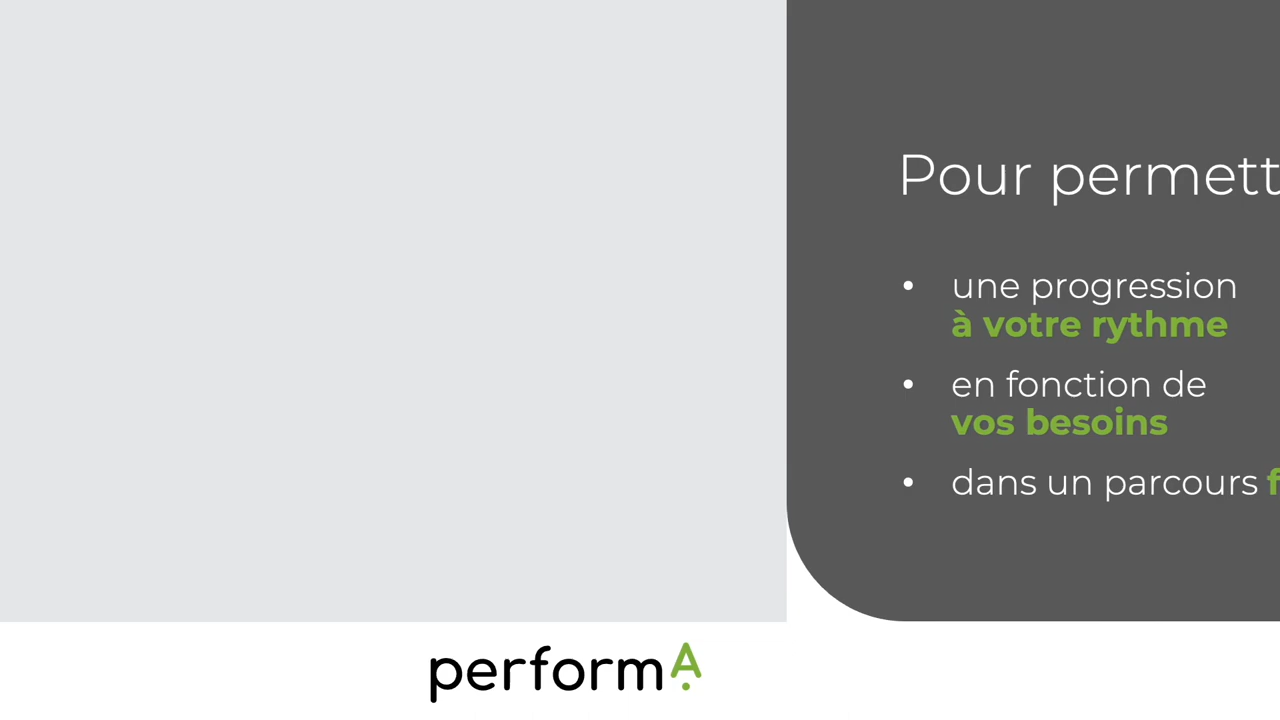 Pour permett
• une progression
à votre rythme
• en fonction de
vos besoins
• dans un parcours f
performA